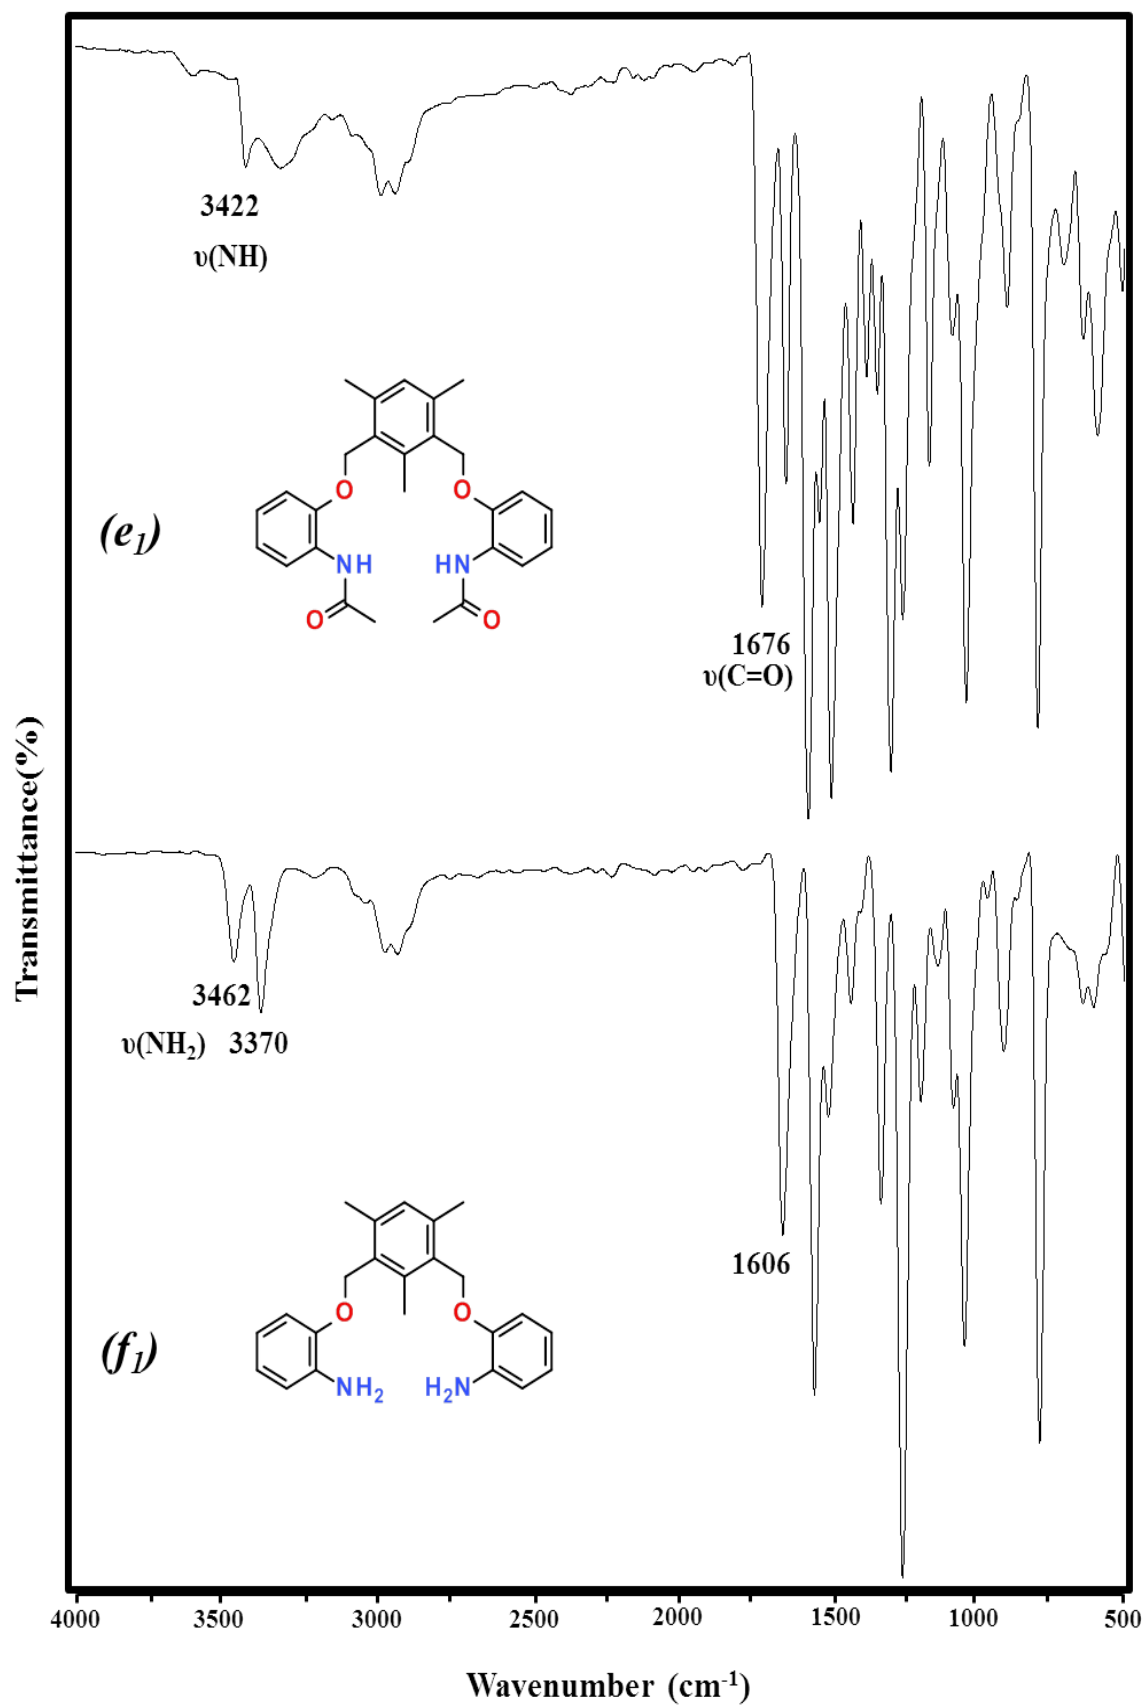 3422
υ(NH)
O O
(e₁)
NH HN
O O
1676
υ(C=O)
Transmittance(%)
3462
υ(NH₂) 3370
1606
O O
(f₁)
NH₂ H₂N
4000 3500 3000 2500 2000 1500 1000 500
Wavenumber (cm⁻¹)